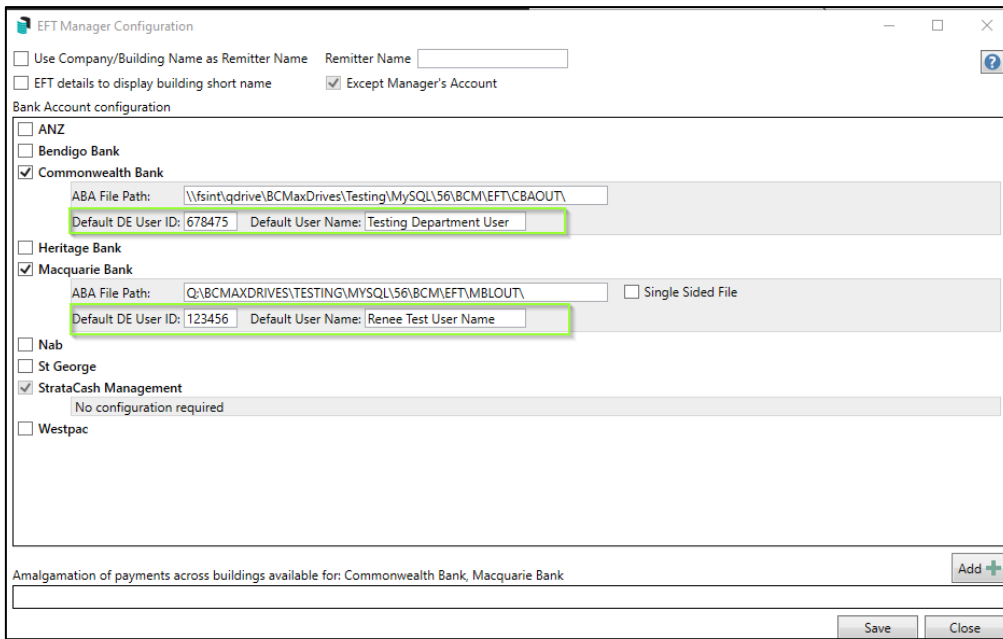 EFT Manager Configuration
Use Company/Building Name as Remitter Name Remitter Name
EFT details to display building short name Except Manager's Account
Bank Account configuration
ANZ
Bendigo Bank
Commonwealth Bank
ABA File Path: \\fsint\qdrive\BCMaxDrives\Testing\MySQL\56\BCM\EFT\CBAOUT\
Default DE User ID: 678475 Default User Name: Testing Department User
Heritage Bank
Macquarie Bank
ABA File Path: Q:\BCMAXDRIVES\TESTING\MYSQL\56\BCM\EFT\MBLOUT\ Single Sided File
Default DE User ID: 123456 Default User Name: Renee Test User Name
Nab
St George
StrataCash Management
No configuration required
Westpac
Add
Amalgamation of payments across buildings available for: Commonwealth Bank, Macquarie Bank
Save Close